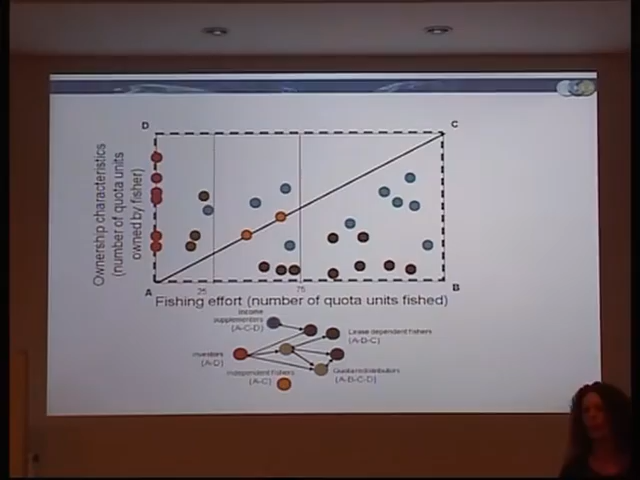 D
C
Ownership characteristics
(number of quota units
owned by fisher)
A
25
75
B
Fishing effort (number of quota units fished)
Income
supplementers
(A-C-D)
Lease dependent fishers
(A-B-C)
Investors
(A-D)
Independent fishers
(A-C)
Quota redistributors
(A-B-C-D)